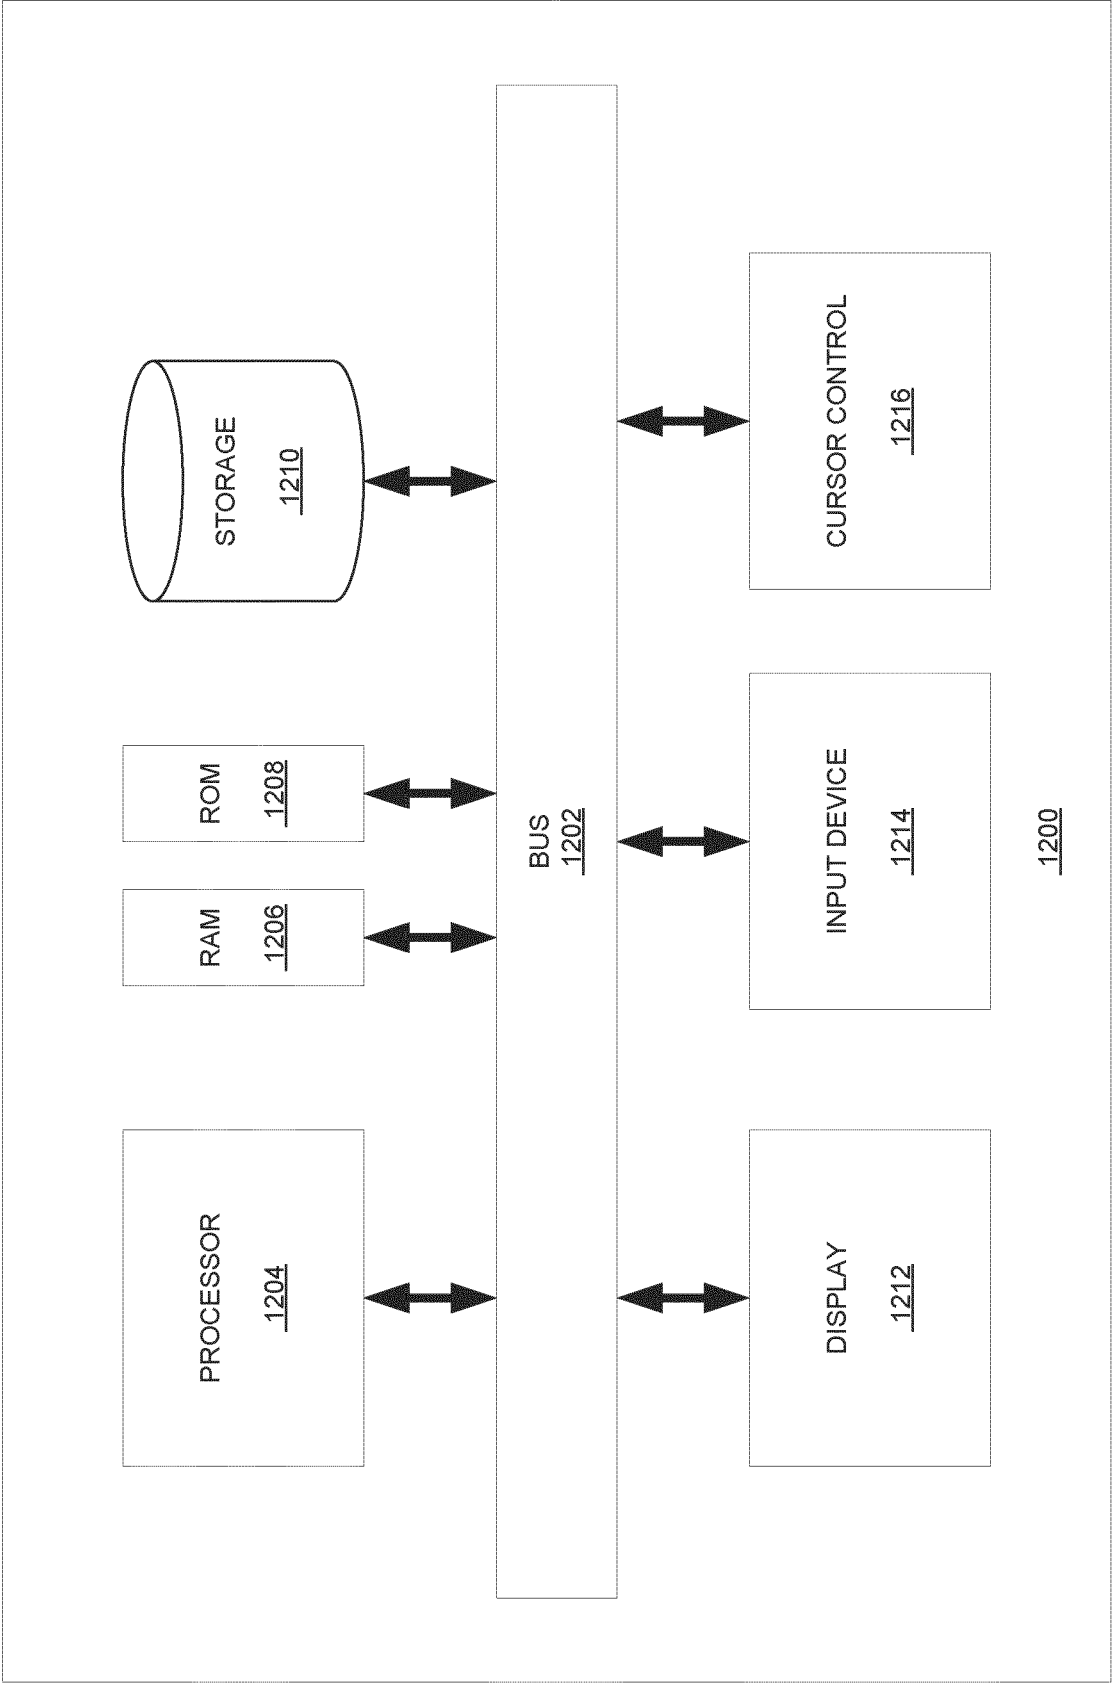 PROCESSOR
1204
RAM
1206
ROM
1208
STORAGE
1210
BUS
1202
DISPLAY
1212
INPUT DEVICE
1214
CURSOR CONTROL
1216
1200